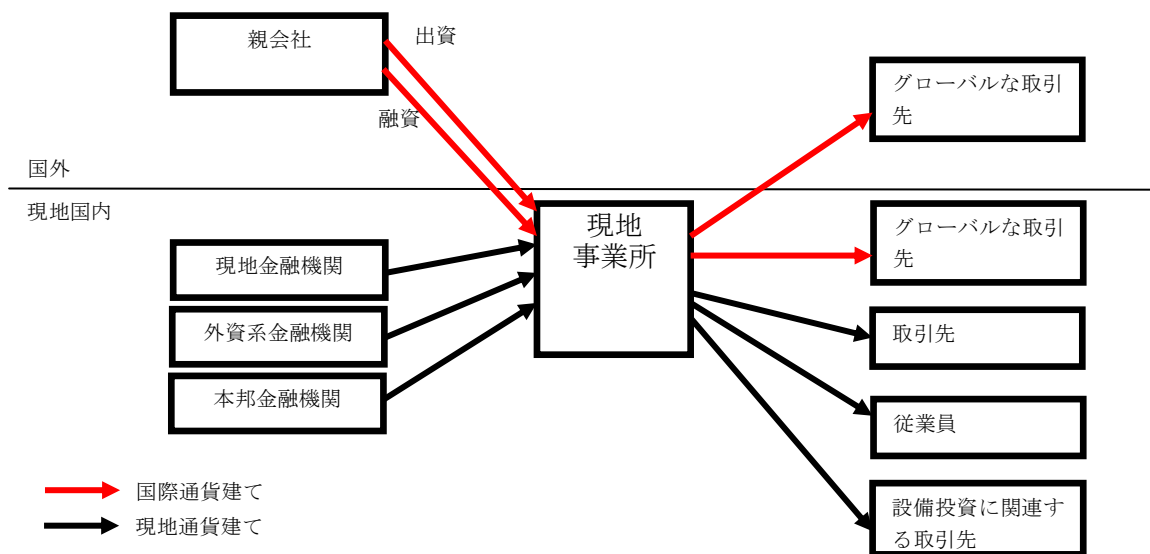 親会社
出資
融資
グローバルな取引
先
国外
現地国内
現地
事業所
グローバルな取引
先
現地金融機関
外資系金融機関
本邦金融機関
取引先
従業員
設備投資に関連す
る取引先
国際通貨建て
現地通貨建て